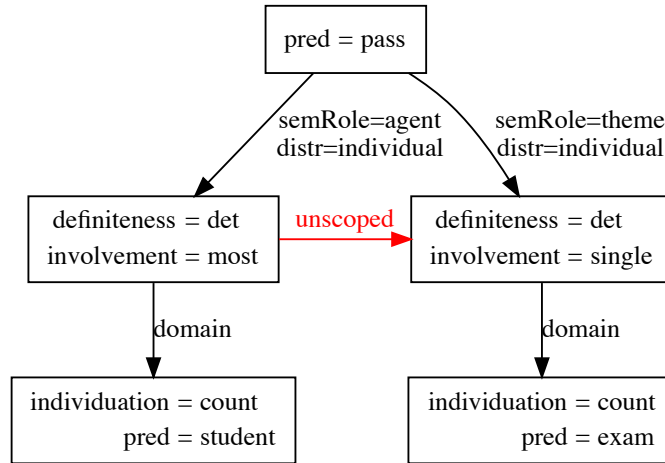 pred = pass
semRole=agent
distr=individual
semRole=theme
distr=individual
definiteness = det
involvement = most
unscoped
definiteness = det
involvement = single
domain
domain
individuation = count
pred = student
individuation = count
pred = exam